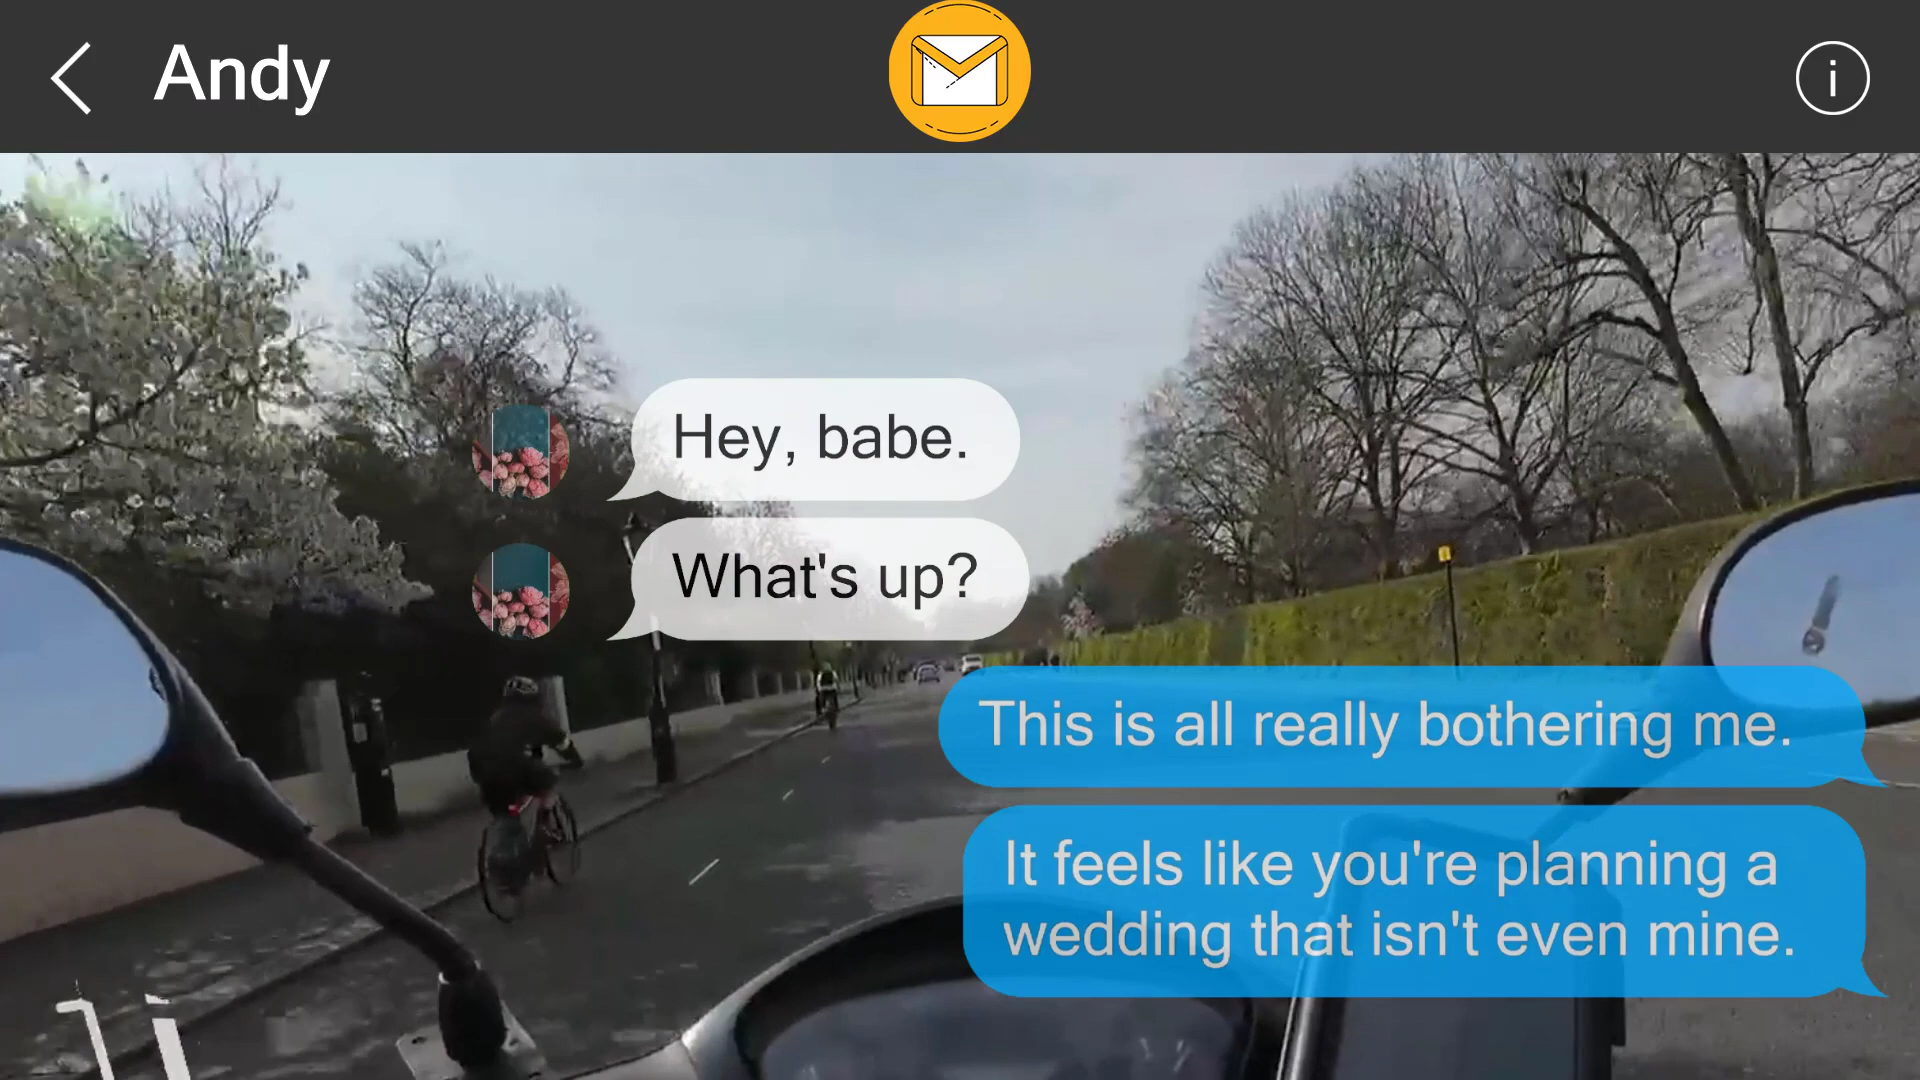 Andy
i
Hey, babe.
What's up?
This is all really bothering me.
It feels like you're planning a
wedding that isn't even mine.